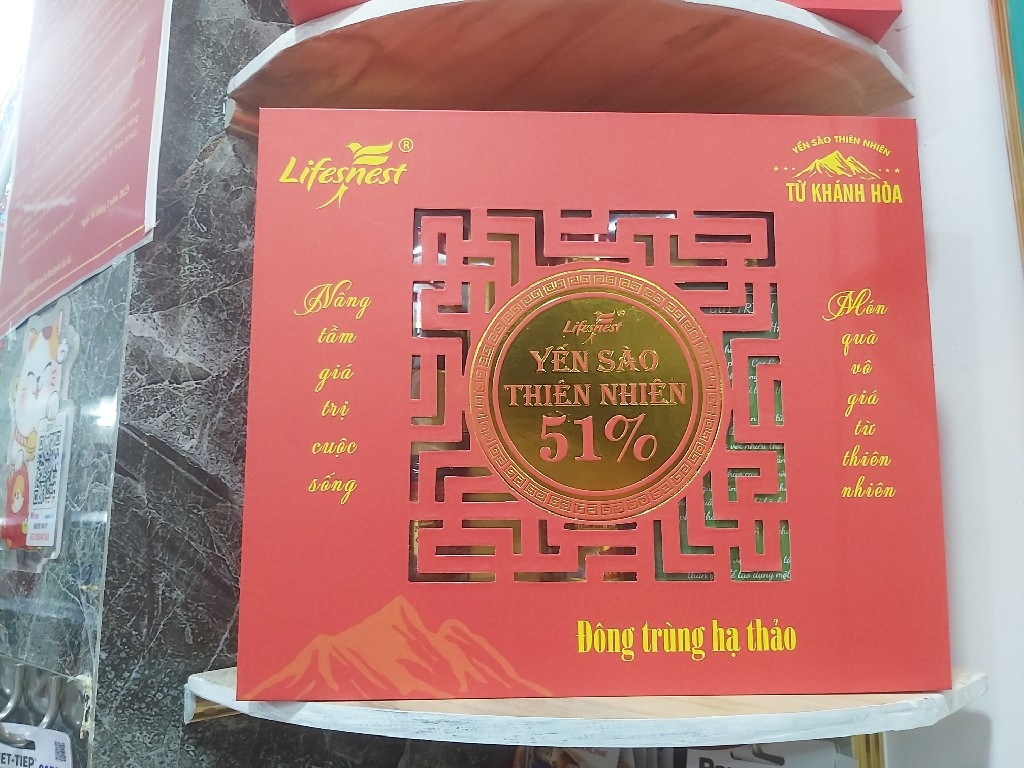 Lifesnest®
YẾN SÀO THIÊN NHIÊN
TỪ KHÁNH HÒA
Nâng
tầm
giá
trị
cuộc
sống
Lifesnest®
YẾN SÀO
THIÊN NHIÊN
51%
Món
quà
vô
giá
từ
thiên
nhiên
Đông trùng hạ thảo